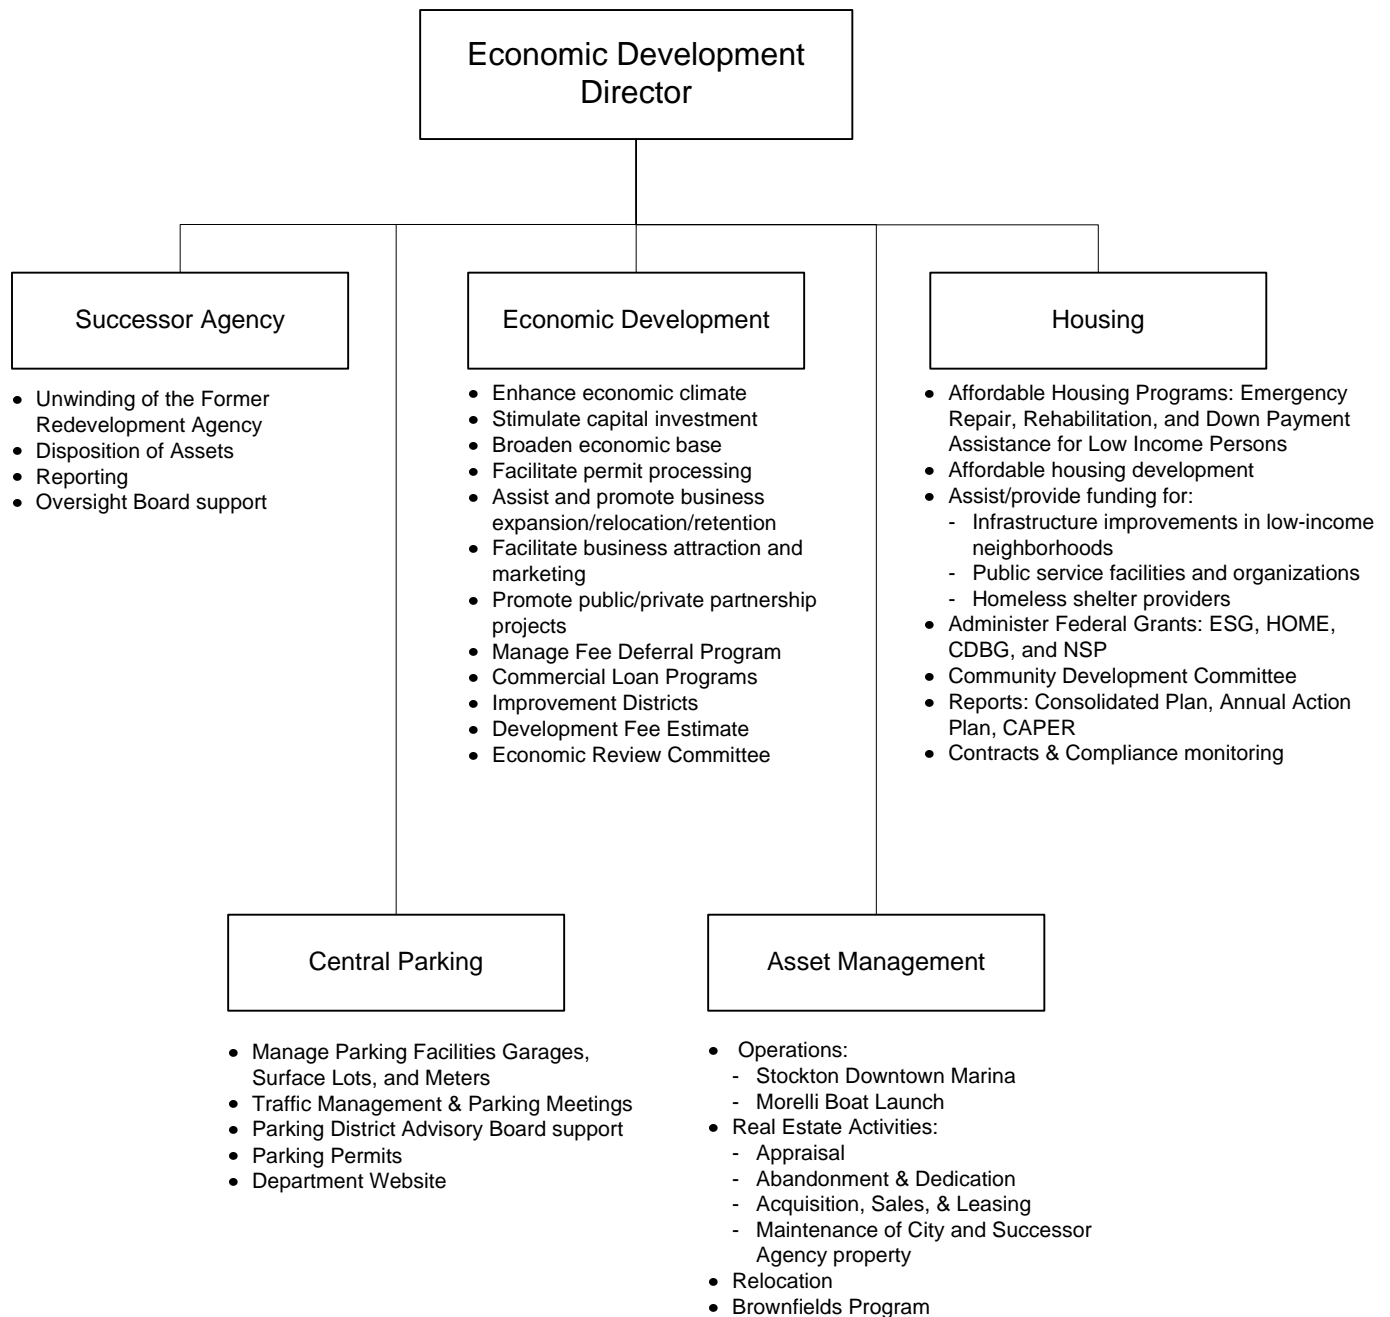 Economic Development
Director
Successor Agency
• Unwinding of the Former
Redevelopment Agency
• Disposition of Assets
• Reporting
• Oversight Board support
Economic Development
• Enhance economic climate
• Stimulate capital investment
• Broaden economic base
• Facilitate permit processing
• Assist and promote business
expansion/relocation/retention
• Facilitate business attraction and
marketing
• Promote public/private partnership
projects
• Manage Fee Deferral Program
• Commercial Loan Programs
• Improvement Districts
• Development Fee Estimate
• Economic Review Committee
Housing
• Affordable Housing Programs: Emergency
Repair, Rehabilitation, and Down Payment
Assistance for Low Income Persons
• Affordable housing development
• Assist/provide funding for:
- Infrastructure improvements in low-income
neighborhoods
- Public service facilities and organizations
- Homeless shelter providers
• Administer Federal Grants: ESG, HOME,
CDBG, and NSP
• Community Development Committee
• Reports: Consolidated Plan, Annual Action
Plan, CAPER
• Contracts & Compliance monitoring
Central Parking
• Manage Parking Facilities Garages,
Surface Lots, and Meters
• Traffic Management & Parking Meetings
• Parking District Advisory Board support
• Parking Permits
• Department Website
Asset Management
• Operations:
- Stockton Downtown Marina
- Morelli Boat Launch
• Real Estate Activities:
- Appraisal
- Abandonment & Dedication
- Acquisition, Sales, & Leasing
- Maintenance of City and Successor
Agency property
• Relocation
• Brownfields Program